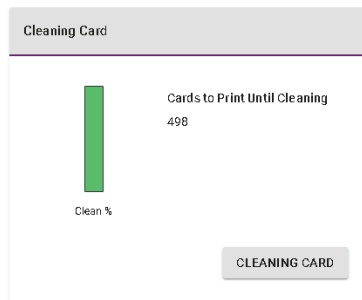 Cleaning Card
Cards to Print Until Cleaning
498
Clean %
CLEANING CARD